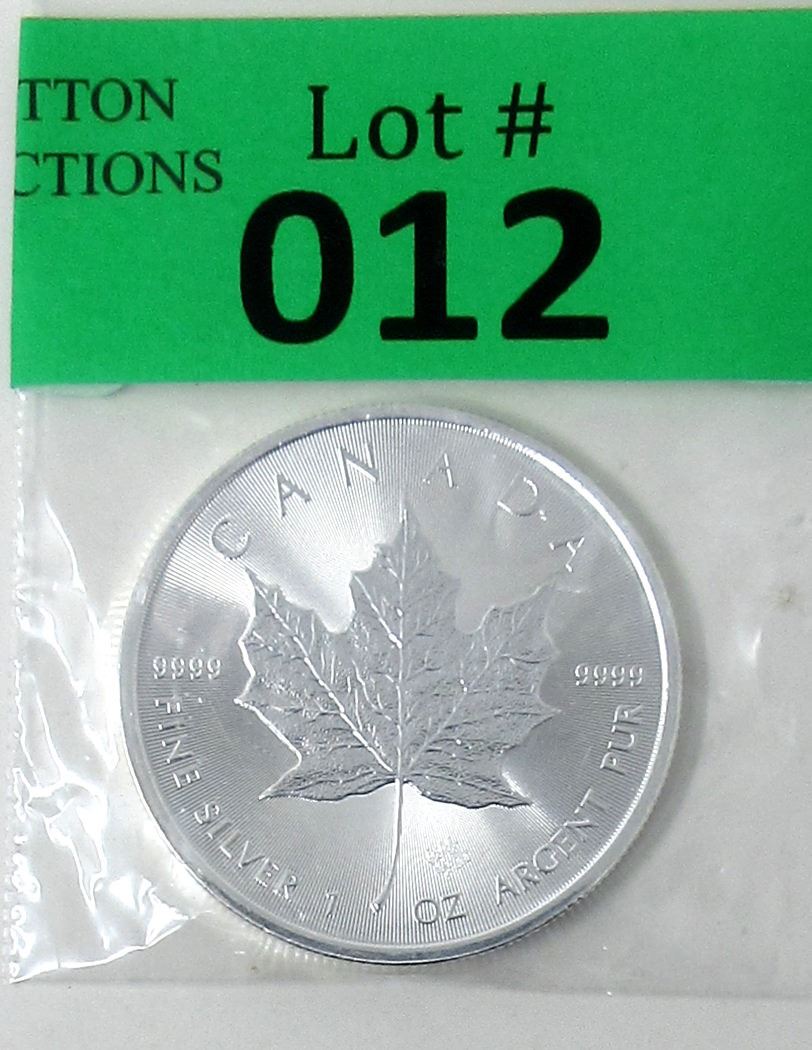 TTON
CTIONS
Lot #
012
CANADA
9999
9999
FINE SILVER 1 OZ ARGENT PUR